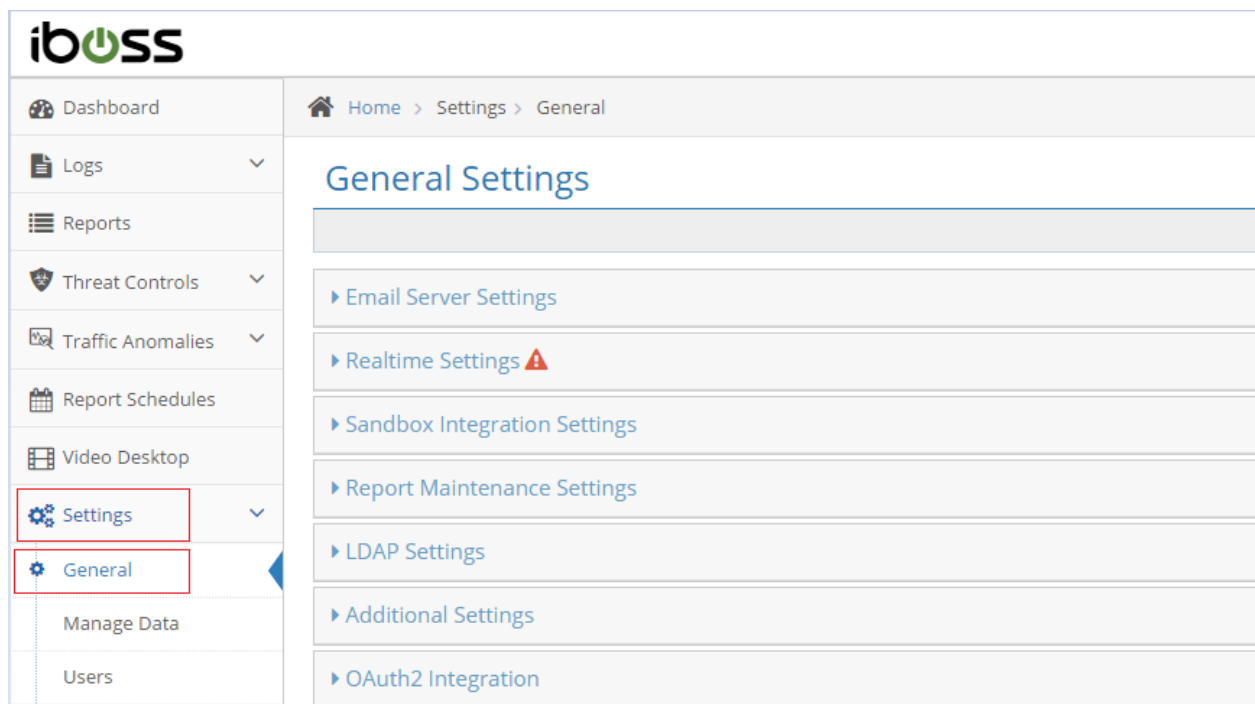 iboss
Dashboard
Logs
Reports
Threat Controls
Traffic Anomalies
Report Schedules
Video Desktop
Settings
General
Manage Data
Users
Home > Settings > General
General Settings
Email Server Settings
Realtime Settings
Sandbox Integration Settings
Report Maintenance Settings
LDAP Settings
Additional Settings
OAuth2 Integration